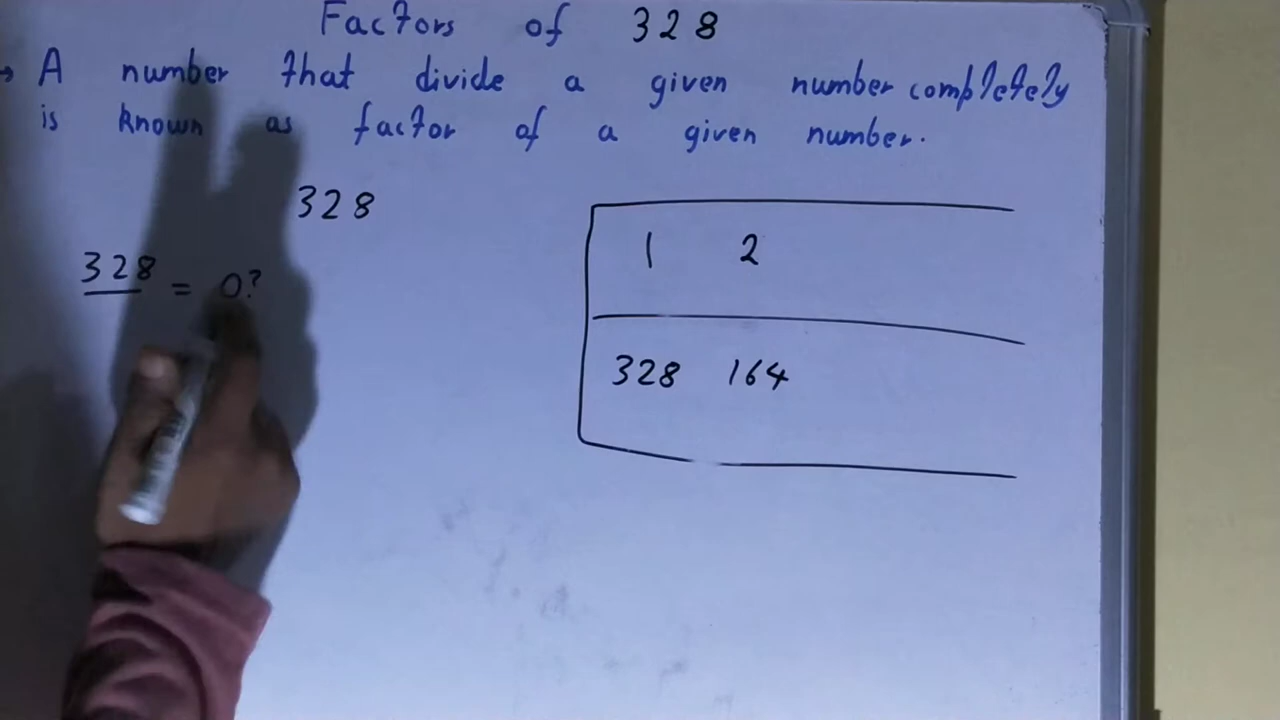 Factors of 328
→ A number that divide a given number completely
is known as factor of a given number.
328
328 = 0?
1 2
328 164